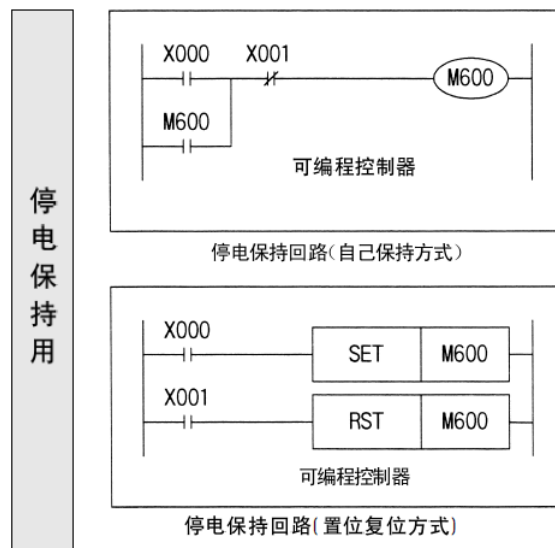 停电保持用
X000 X001
M600
M600
可编程控制器
停电保持回路(自己保持方式)
X000
SET M600
X001
RST M600
可编程控制器
停电保持回路(置位复位方式)